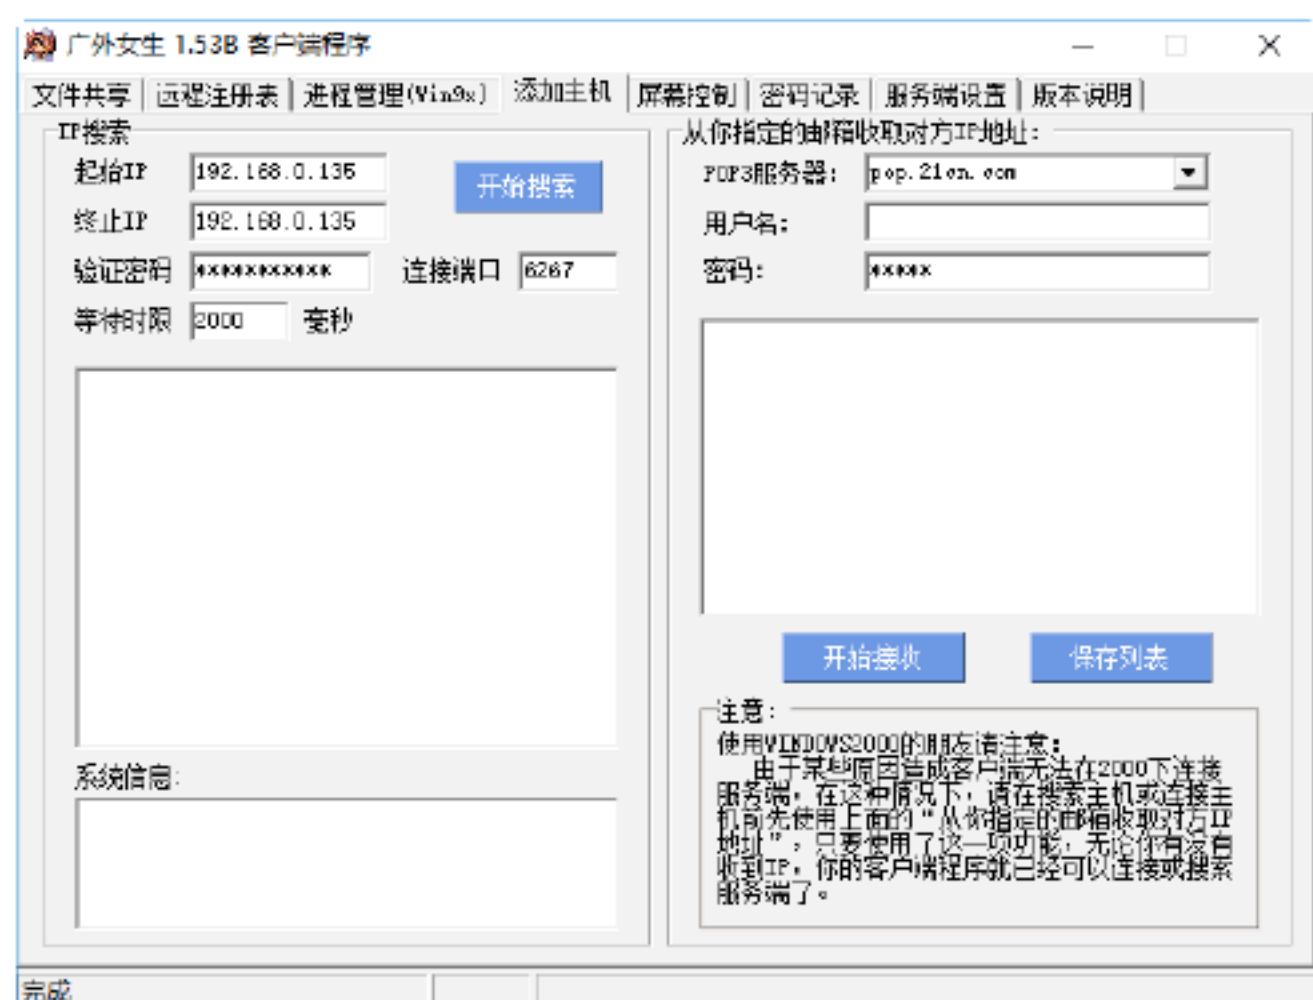 广外女生 1.53B 客户端程序
文件共享 远程注册表 进程管理(Win9x) 添加主机 屏幕控制 密码记录 服务端设置 版本说明
IP搜索
起始IP 192.168.0.135
开始搜索
终止IP 192.168.0.135
验证密码 *********** 连接端口 6267
等待时限 2000 毫秒
系统信息:
从你指定的邮箱收取对方IP地址:
POP3服务器: pop.21cn.com
用户名:
密码: *****
开始接收 保存列表
注意:
使用WINDOWS2000的朋友请注意:
由于某些原因造成客户端无法在2000下连接
服务端，在这种情况下，请在搜索主机或连接主
机前先使用上面的“从你指定的邮箱收取对方IP
地址”，只要使用了这一项功能，无论你有没有
收到IP，你的客户端程序就已经可以连接或搜索
服务端了。
完成